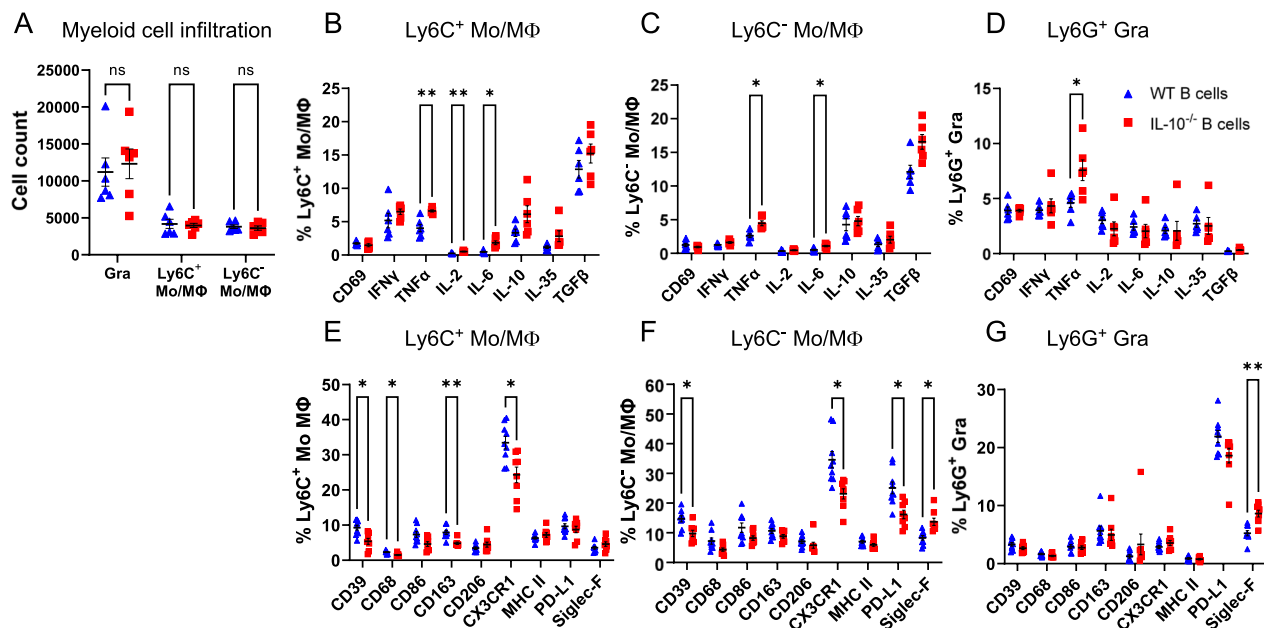 A Myeloid cell infiltration
ns ns ns
25000
20000
15000
10000
5000
0
Cell count
Gra Ly6C⁺ Mo/MΦ Ly6C⁻ Mo/MΦ
B Ly6C⁺ Mo/MΦ
** ** *
25
20
15
10
5
0
% Ly6C⁺ Mo/MΦ
CD69 IFNγ TNFα IL-2 IL-6 IL-10 IL-35 TGFβ
C Ly6C⁻ Mo/MΦ
* *
25
20
15
10
5
0
% Ly6C⁻ Mo/MΦ
CD69 IFNγ TNFα IL-2 IL-6 IL-10 IL-35 TGFβ
D Ly6G⁺ Gra
*
15
10
5
0
% Ly6G⁺ Gra
CD69 IFNγ TNFα IL-2 IL-6 IL-10 IL-35 TGFβ
WT B cells
IL-10⁻/⁻ B cells
E Ly6C⁺ Mo/MΦ
* * ** *
50
40
30
20
10
0
% Ly6C⁺ Mo MΦ
CD39 CD68 CD86 CD163 CD206 CX3CR1 MHC II PD-L1 Siglec-F
F Ly6C⁻ Mo/MΦ
* * * *
60
50
40
30
20
10
0
% Ly6C⁻ Mo/MΦ
CD39 CD68 CD86 CD163 CD206 CX3CR1 MHC II PD-L1 Siglec-F
G Ly6G⁺ Gra
**
30
20
10
0
% Ly6G⁺ Gra
CD39 CD68 CD86 CD163 CD206 CX3CR1 MHC II PD-L1 Siglec-F